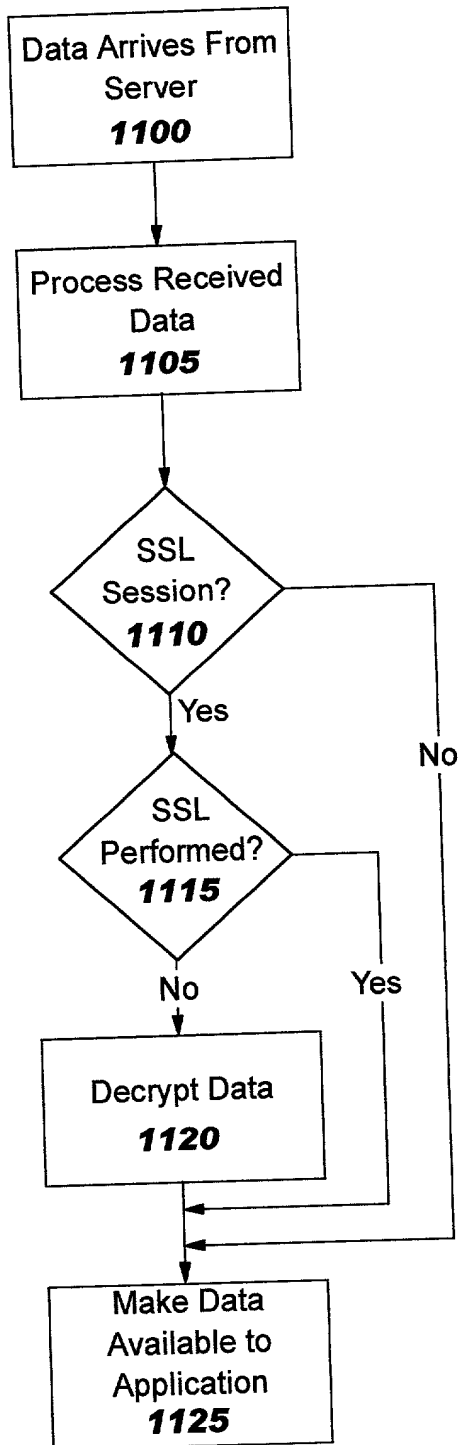 Data Arrives From
Server
1100
Process Received
Data
1105
SSL
Session?
1110
Yes
No
SSL
Performed?
1115
Yes
No
Decrypt Data
1120
Make Data
Available to
Application
1125